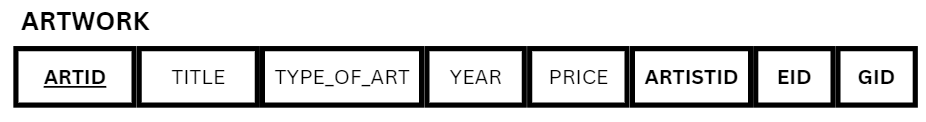 ARTWORK
ARTID TITLE TYPE_OF_ART YEAR PRICE ARTISTID EID GID